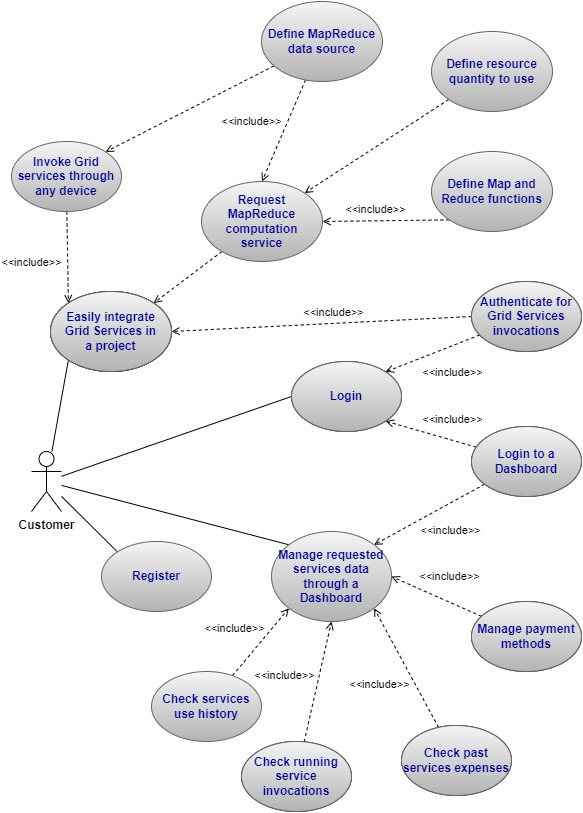 Define MapReduce
data source
Define resource
quantity to use
<<include>>
Invoke Grid
services through
any device
Request
MapReduce
computation
service
<<include>>
Define Map and
Reduce functions
<<include>>
Easily integrate
Grid Services in
a project
<<include>>
Authenticate for
Grid Services
invocations
<<include>>
Login
<<include>>
Login to a
Dashboard
Customer
<<include>>
Manage requested
services data
through a
Dashboard
Register
<<include>>
Manage payment
methods
<<include>>
<<include>>
<<include>>
Check services
use history
Check running
service
invocations
Check past
services expenses